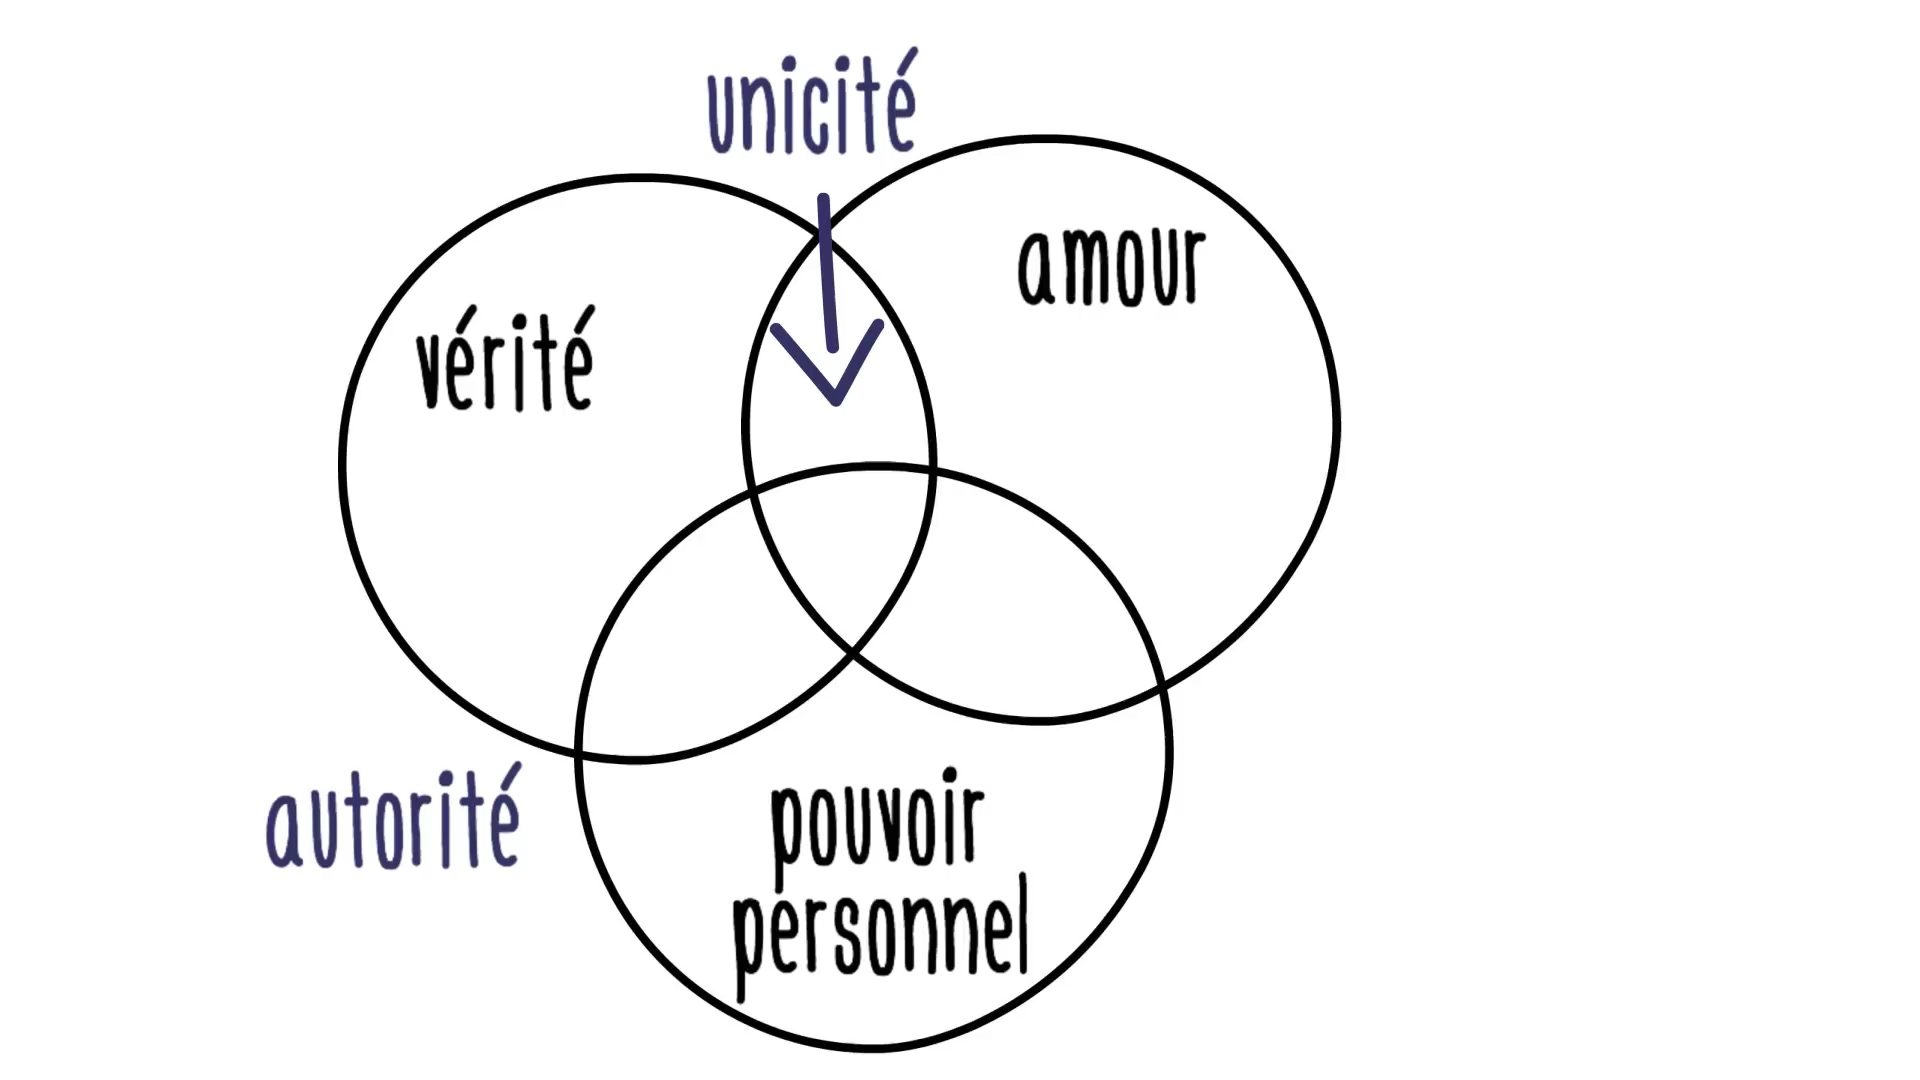 unicité
amour
vérité
autorité
pouvoir
personnel